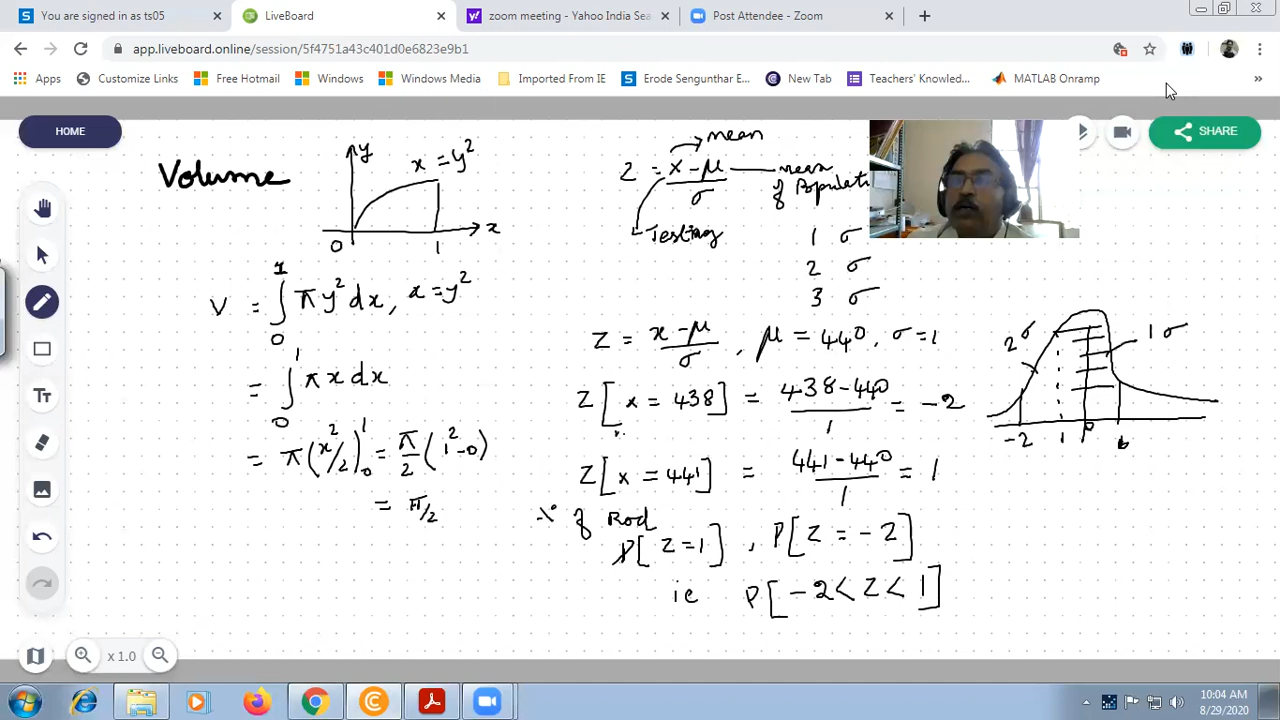 You are signed as ts05
LiveBoard
zoom meeting - Yahoo India Sea
Post Attendee - Zoom
app.liveboard.online/session/5f4751a43c401d0e6823e9b1
Apps
Customize Links
Free Hotmail
Windows
Windows Media
Imported From IE
Erode Sengunthar E...
New Tab
Teachers' Knowled...
MATLAB Onramp
»
HOME
SHARE
Volume
y
x = y²
0
1
x
V = ∫₀¹ πy² dx, x = y²
= ∫₀¹ πx dx
= π(x²/2)₀¹ = π/2 (1²-0)
= π/2
mean
Z = x-μ/σ
mean
of Populati
Testing
1 σ
2 σ
3 σ
Z = x-μ/σ , μ = 440, σ = 1
Z[x = 438] = 438-440/1 = -2
Z[x = 441] = 441-440/1 = 1
% of Rod
P[Z = 1] , P[Z = -2]
ie P[-2 < Z < 1]
2σ
1σ
-2
1
0
Tт
x 1.0
10:04 AM
8/29/2020